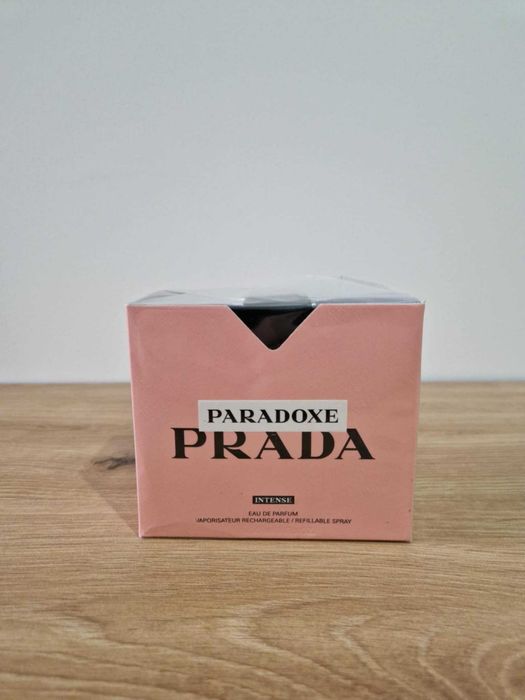 PARADOXE
PRADA
INTENSE
EAU DE PARFUM
VAPORISATEUR RECHARGEABLE / REFILLABLE SPRAY